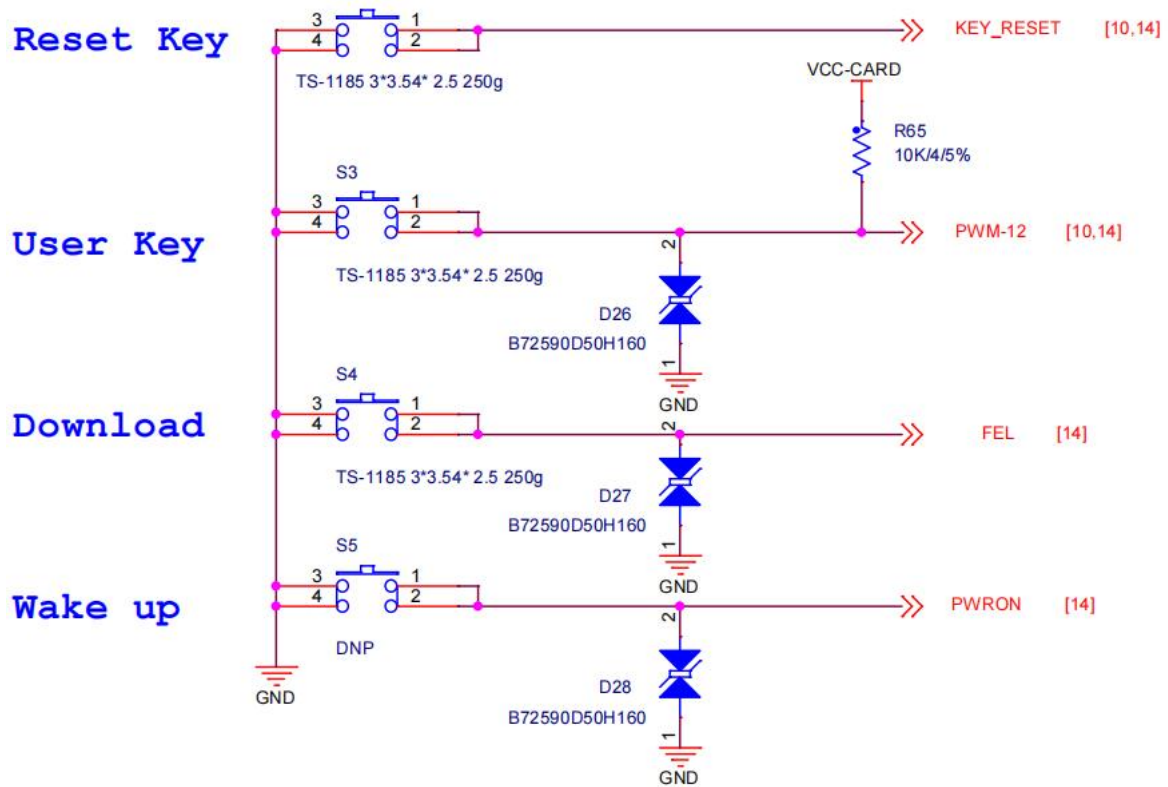 3 1
KEY_RESET [10,14]
Reset Key
4 2
TS-1185 3*3.54* 2.5 250g
VCC-CARD
R65
10K/4/5%
S3
3 1
4 2
User Key
PWM-12 [10,14]
TS-1185 3*3.54* 2.5 250g
2
D26
B72590D50H160
1
GND
S4
3 1
Download
4 2
FEL [14]
TS-1185 3*3.54* 2.5 250g
2
D27
B72590D50H160
1
GND
S5
3 1
Wake up
4 2
PWRON [14]
DNP
2
D28
B72590D50H160
1
GND
GND